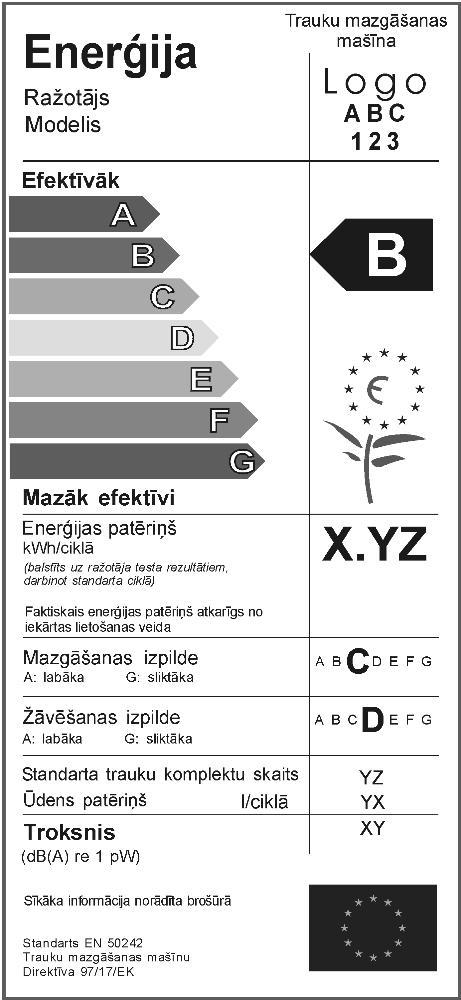 Trauku mazgāšanas
mašīna
Enerģija
Logo
Ražotājs
A B C
Modelis
1 2 3
Efektīvāk
A
B
B
C
D
E
F
G
Mazāk efektīvi
Enerģijas patēriņš
X.YZ
kWh/ciklā
(balstīts uz ražotāja testa rezultātiem,
darbinot standarta ciklā)
Faktiskais enerģijas patēriņš atkarīgs no
iekārtas lietošanas veida
Mazgāšanas izpilde
A B C D E F G
A: labāka G: sliktāka
Žāvēšanas izpilde
A B C D E F G
A: labāka G: sliktāka
Standarta trauku komplektu skaits YZ
Ūdens patēriņš l/ciklā YX
Troksnis XY
(dB(A) re 1 pW)
Sīkāka informācija norādīta brošūrā
Standarts EN 50242
Trauku mazgāšanas mašīnu
Direktīva 97/17/EK